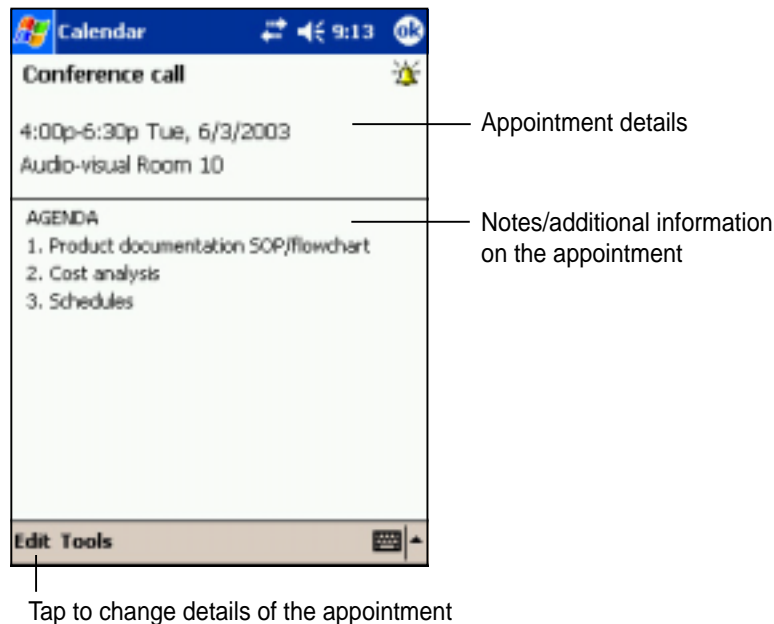 Calendar 9:13 ok
Conference call
4:00p-6:30p Tue, 6/3/2003
Audio-visual Room 10
Appointment details
AGENDA
1. Product documentation SOP/flowchart
2. Cost analysis
3. Schedules
Notes/additional information
on the appointment
Edit Tools
Tap to change details of the appointment